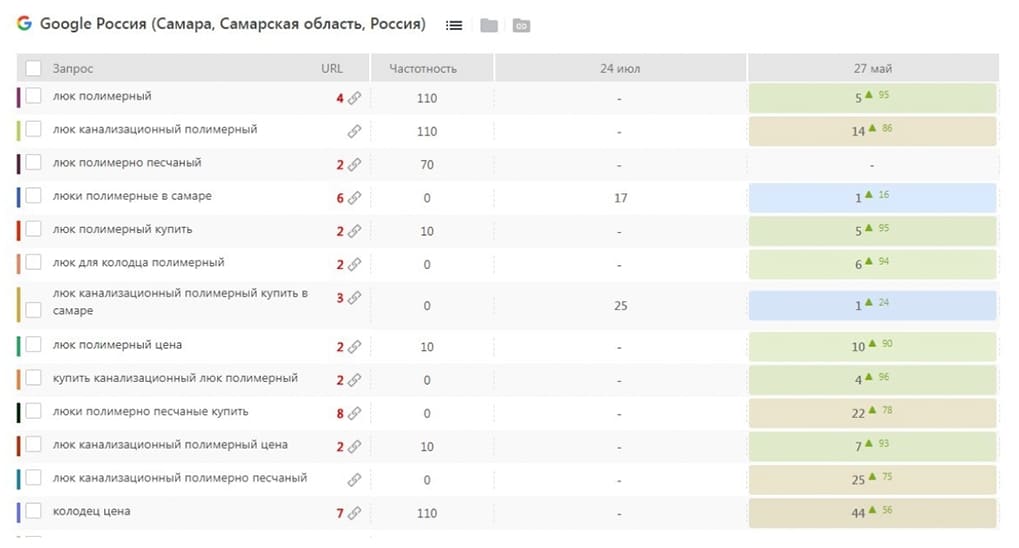 Google Россия (Самара, Самарская область, Россия)
Запрос URL Частотность 24 июл 27 май
люк полимерный 4 110 - 5 ▲ 95
люк канализационный полимерный 110 - 14 ▲ 86
люк полимерно песчаный 2 70 - -
люки полимерные в самаре 6 0 17 1 ▲ 16
люк полимерный купить 2 10 - 5 ▲ 95
люк для колодца полимерный 2 0 - 6 ▲ 94
люк канализационный полимерный купить в
самаре 3 0 25 1 ▲ 24
люк полимерный цена 2 10 - 10 ▲ 90
купить канализационный люк полимерный 2 0 - 4 ▲ 96
люки полимерно песчаные купить 8 0 - 22 ▲ 78
люк канализационный полимерный цена 2 10 - 7 ▲ 93
люк канализационный полимерно песчаный 0 - 25 ▲ 75
колодец цена 7 110 - 44 ▲ 56